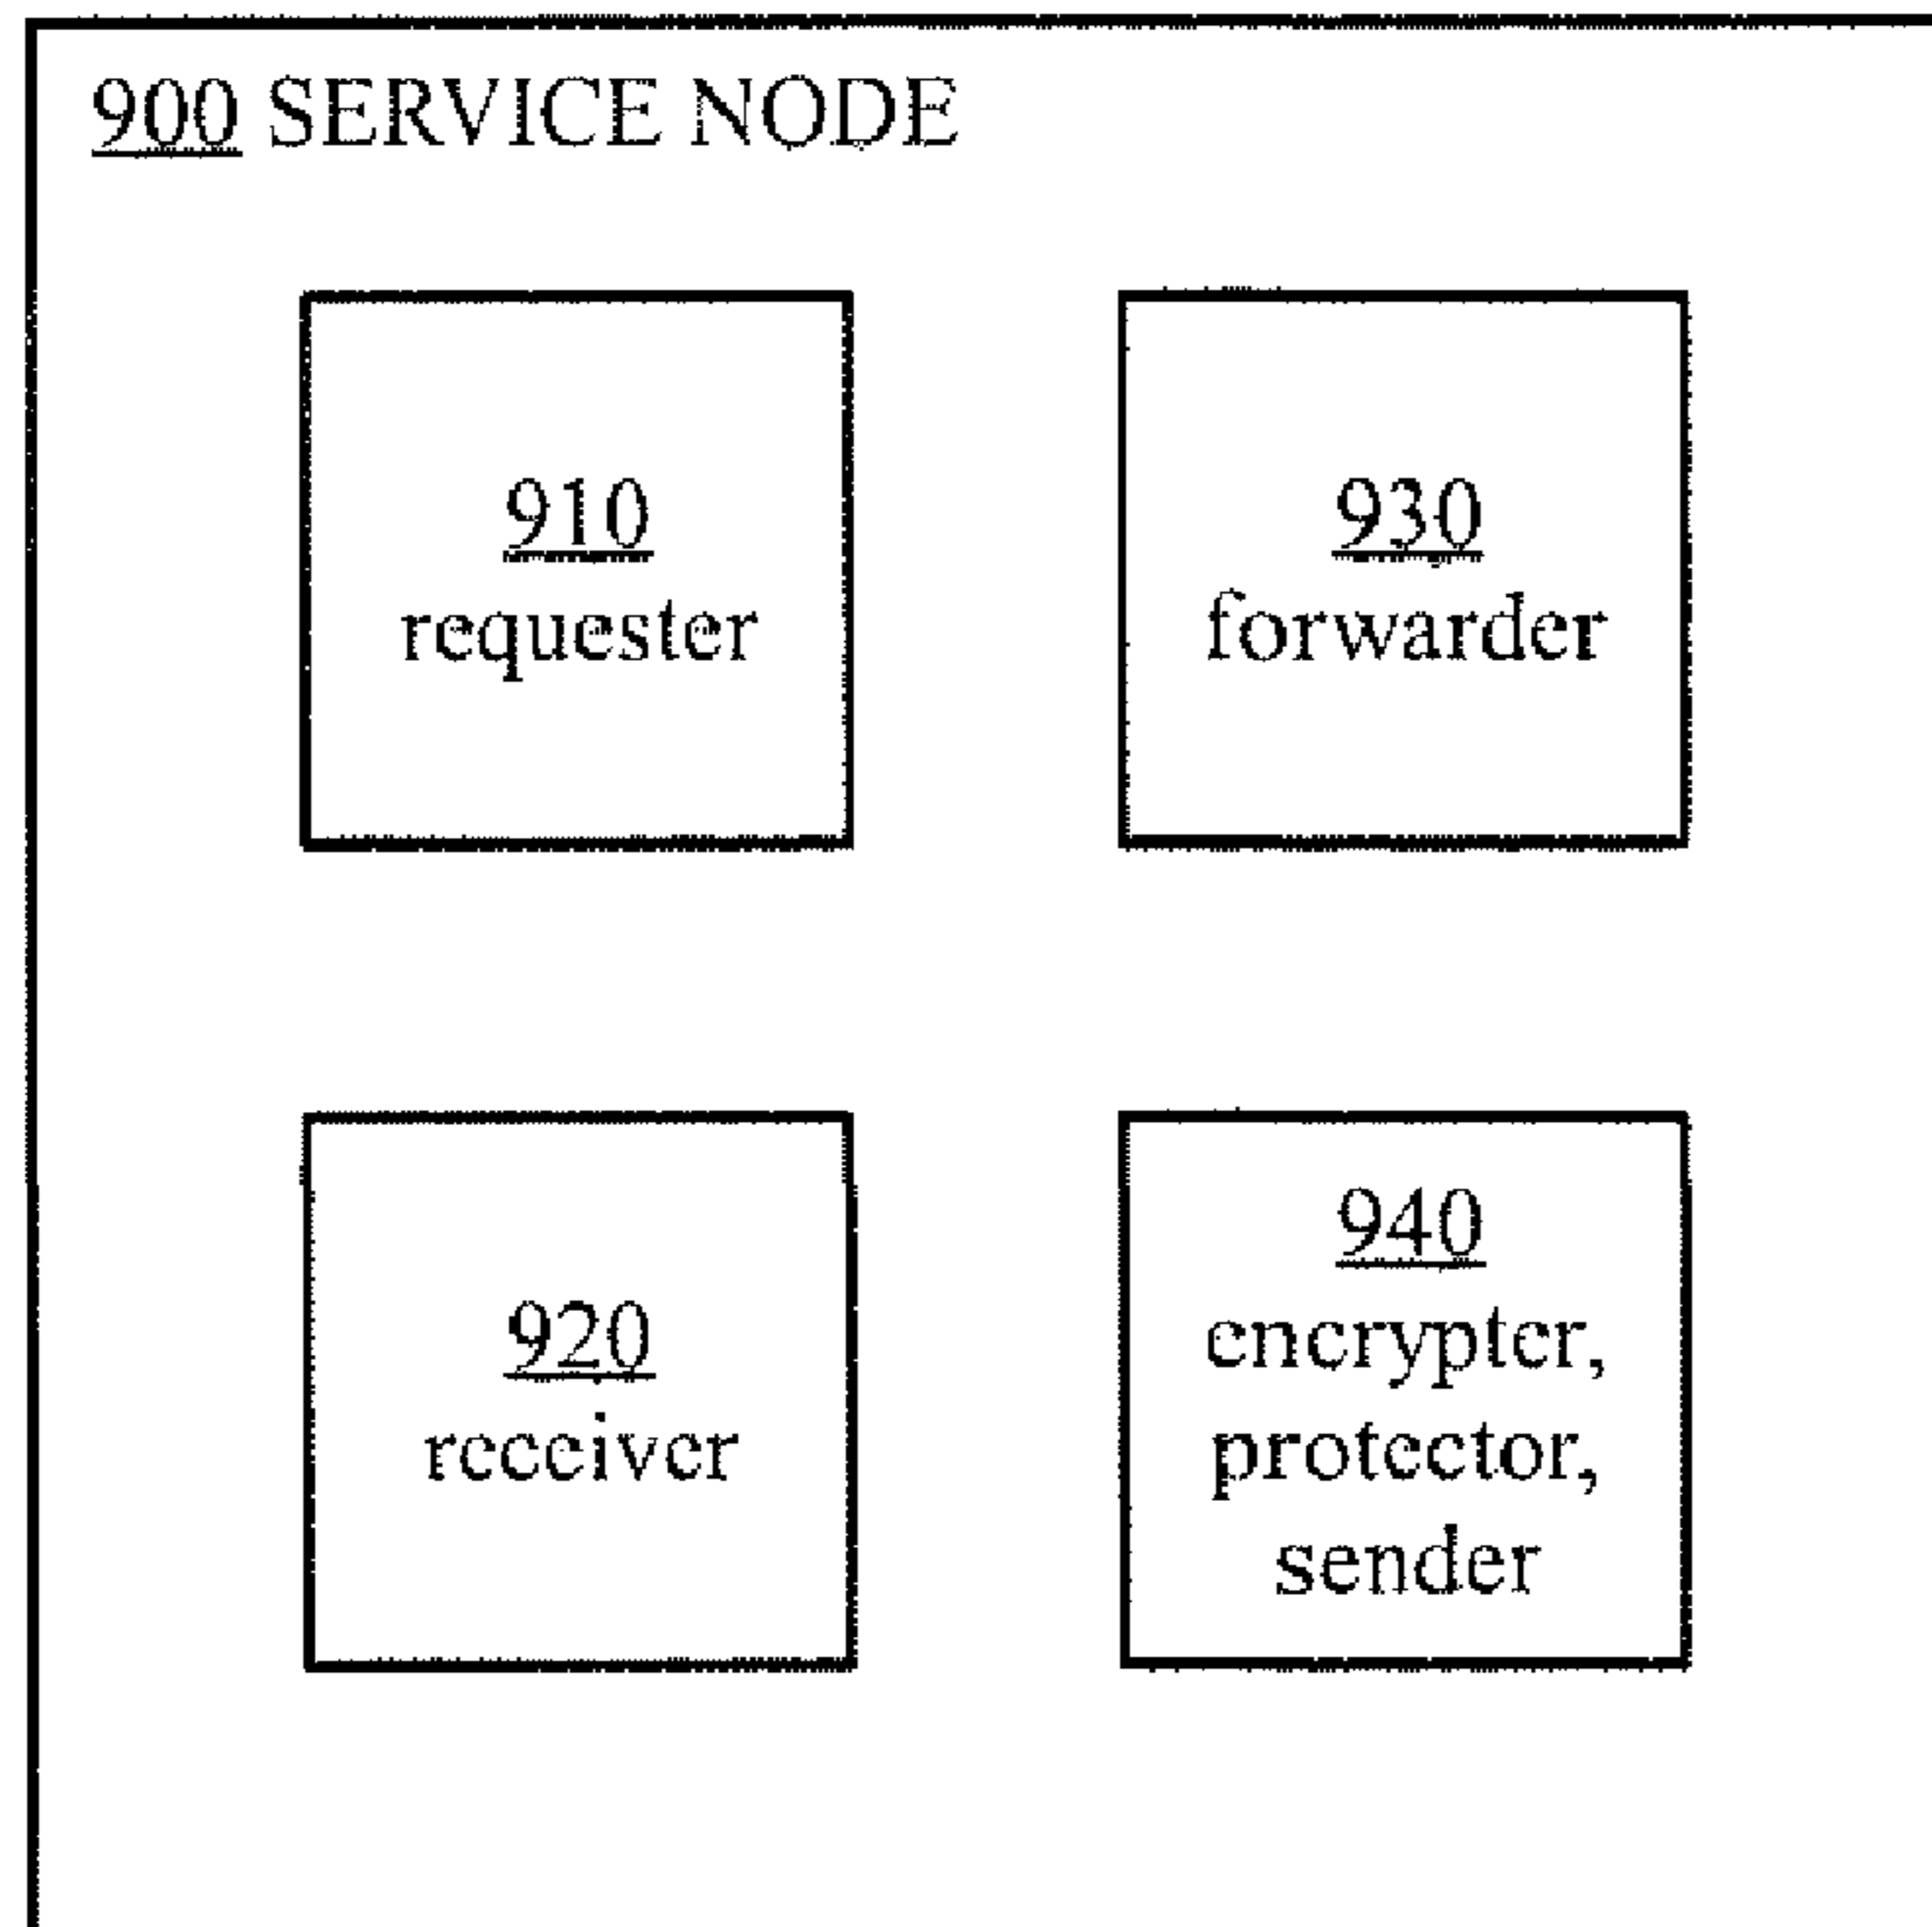 900 SERVICE NODE
910
requester
930
forwarder
920
receiver
940
encrypter,
protector,
sender